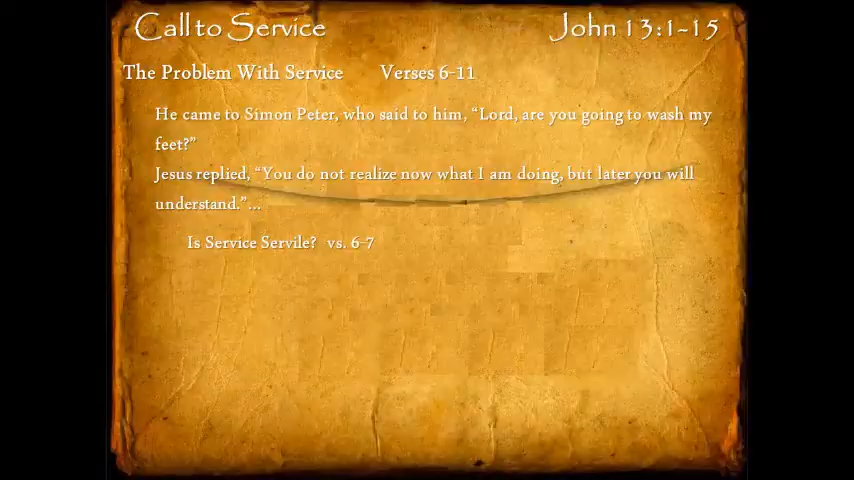 Call to Service John 13:1-15
The Problem With Service Verses 6-11
He came to Simon Peter, who said to him, “Lord, are you going to wash my
feet?”
Jesus replied, “You do not realize now what I am doing, but later you will
understand.”...
Is Service Servile? vs. 6-7